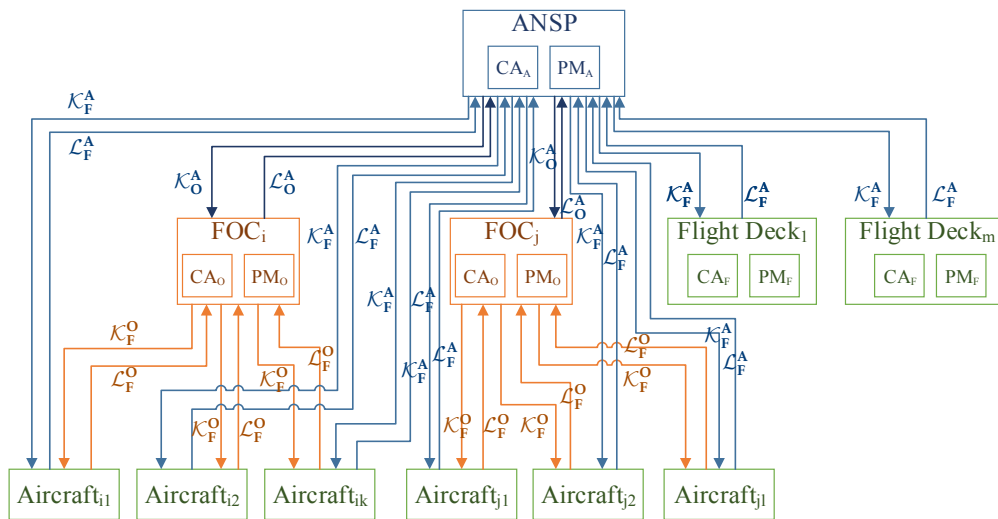 ANSP
CA_A PM_A
𝒦_F^A
ℒ_F^A
𝒦_O^A ℒ_O^A
𝒦_F^A ℒ_F^A
𝒦_F^A ℒ_F^A
𝒦_F^A ℒ_F^A
𝒦_O^A ℒ_O^A
𝒦_F^A ℒ_F^A
𝒦_F^A ℒ_F^A
𝒦_F^A ℒ_F^A
𝒦_F^A ℒ_F^A
FOC_i
CA_O PM_O
FOC_j
CA_O PM_O
Flight Deck_1
CA_F PM_F
Flight Deck_m
CA_F PM_F
𝒦_F^O ℒ_F^O
𝒦_F^O ℒ_F^O
𝒦_F^O ℒ_F^O
𝒦_F^O ℒ_F^O
𝒦_F^O ℒ_F^O
𝒦_F^O ℒ_F^O
Aircraft_i1 Aircraft_i2 Aircraft_ik Aircraft_j1 Aircraft_j2 Aircraft_jl